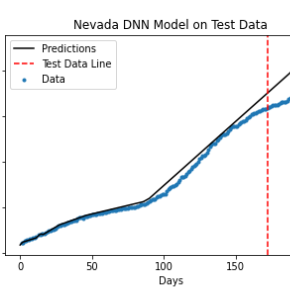 Nevada DNN Model on Test Data
Predictions
Test Data Line
Data
0
50
100
150
Days